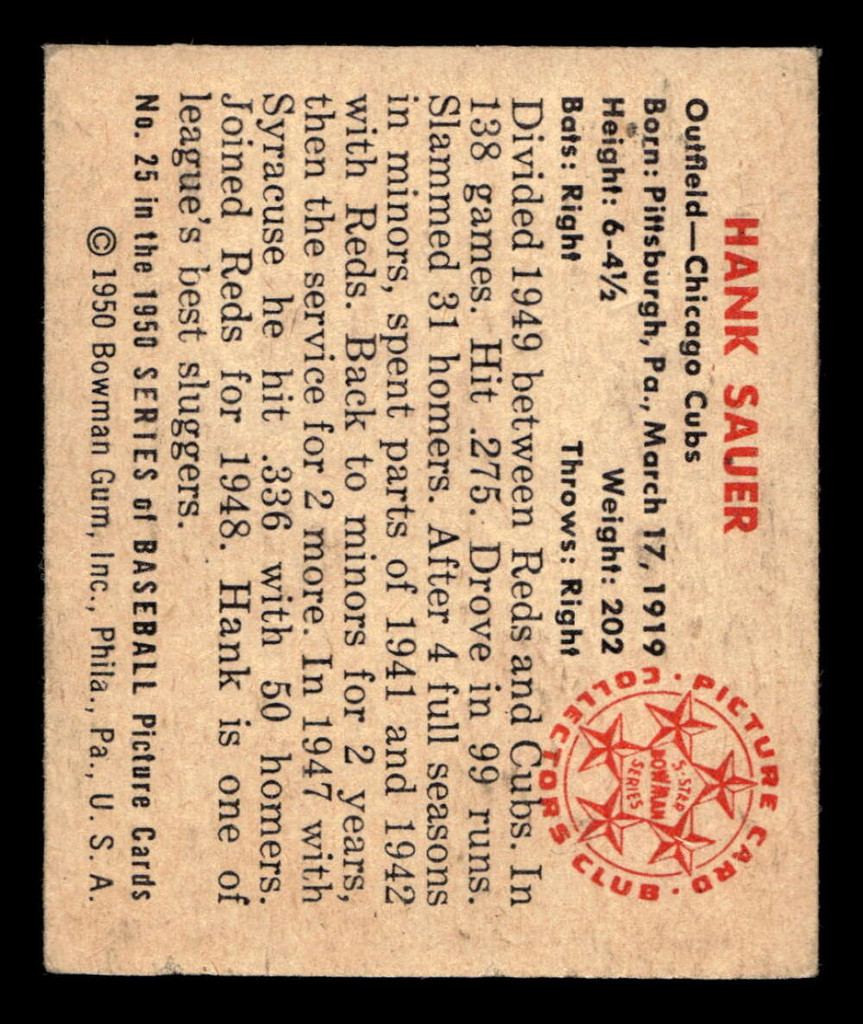 HANK SAUER
Outfield—Chicago Cubs
Born: Pittsburgh, Pa., March 17, 1919
Height: 6-4½ Weight: 202
Bats: Right Throws: Right
Divided 1949 between Reds and Cubs. In
138 games. Hit .275. Drove in 99 runs.
Slammed 31 homers. After 4 full seasons
in minors, spent parts of 1941 and 1942
with Reds. Back to minors for 2 years,
then the service for 2 more. In 1947 with
Syracuse he hit .336 with 50 homers.
Joined Reds for 1948. Hank is one of
league's best sluggers.
No. 25 in the 1950 SERIES of BASEBALL Picture Cards
© 1950 Bowman Gum, Inc., Phila., Pa., U. S. A.
PICTURE CARD · COLLECTORS CLUB ·
5-STAR
BOWMAN
SERIES